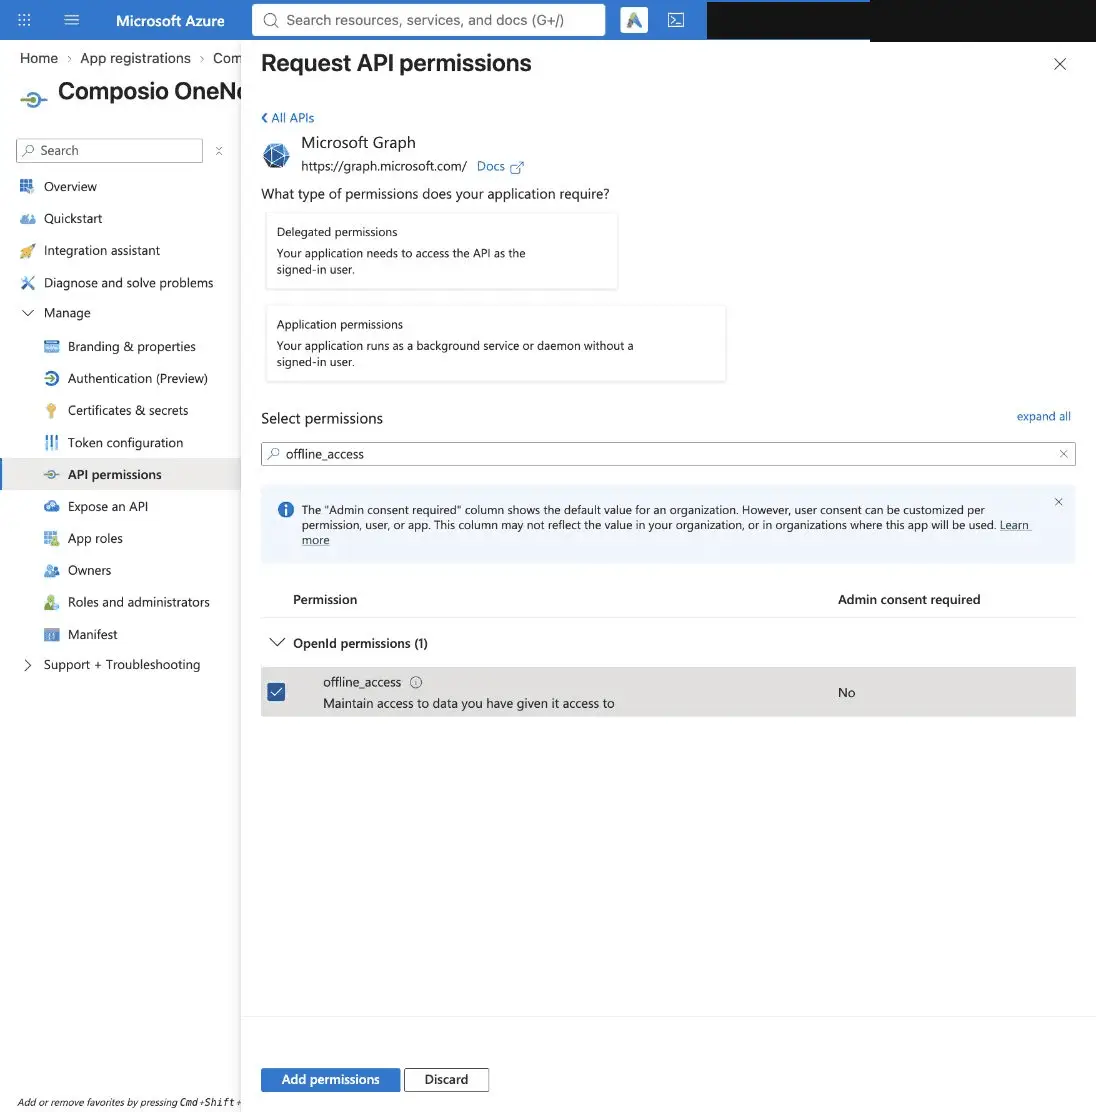 Microsoft Azure
Search resources, services, and docs (G+/)
Home
App registrations
Com
Composio OneNo
Search
Overview
Quickstart
Integration assistant
Diagnose and solve problems
Manage
Branding & properties
Authentication (Preview)
Certificates & secrets
Token configuration
API permissions
Expose an API
App roles
Owners
Roles and administrators
Manifest
Support + Troubleshooting
Add or remove favorites by pressing Cmd+Shift+
Request API permissions
All APIs
Microsoft Graph
https://graph.microsoft.com/ Docs
What type of permissions does your application require?
Delegated permissions
Your application needs to access the API as the
signed-in user.
Application permissions
Your application runs as a background service or daemon without a
signed-in user.
Select permissions
expand all
offline_access
The "Admin consent required" column shows the default value for an organization. However, user consent can be customized per
permission, user, or app. This column may not reflect the value in your organization, or in organizations where this app will be used. Learn
more
Permission
Admin consent required
OpenId permissions (1)
offline_access
Maintain access to data you have given it access to
No
Add permissions
Discard